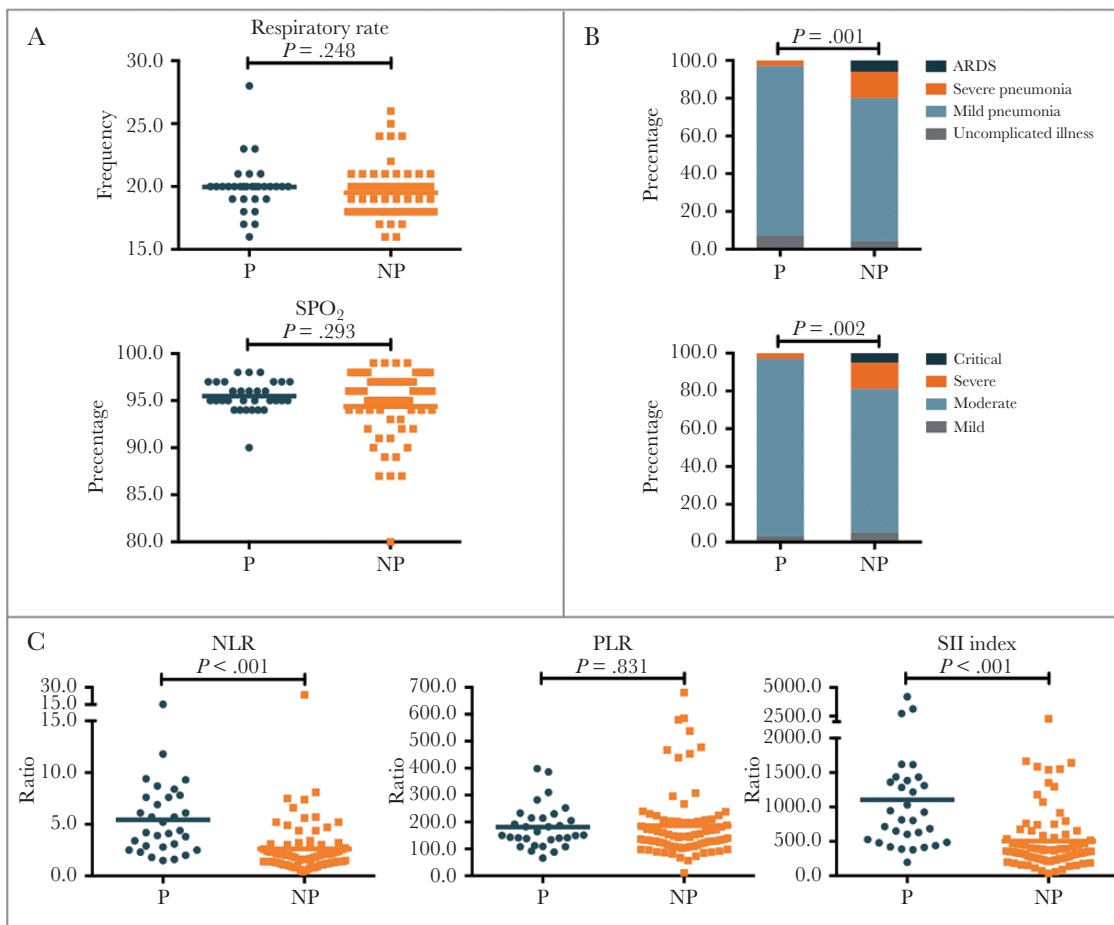 A
Respiratory rate
P = .248
30.0
25.0
20.0
15.0
Frequency
P
NP
SPO2
P = .293
100.0
95.0
90.0
85.0
80.0
Precentage
P
NP
B
P = .001
100.0
80.0
60.0
40.0
20.0
0.0
Precentage
P
NP
ARDS
Severe pneumonia
Mild pneumonia
Uncomplicated illness
P = .002
100.0
80.0
60.0
40.0
20.0
0.0
Precentage
P
NP
Critical
Severe
Moderate
Mild
C
NLR
P < .001
30.0
15.0
15.0
10.0
5.0
0.0
Ratio
P
NP
PLR
P = .831
700.0
600.0
500.0
400.0
300.0
200.0
100.0
0.0
Ratio
P
NP
SII index
P < .001
5000.0
2500.0
2000.0
1500.0
1000.0
500.0
0.0
Ratio
P
NP